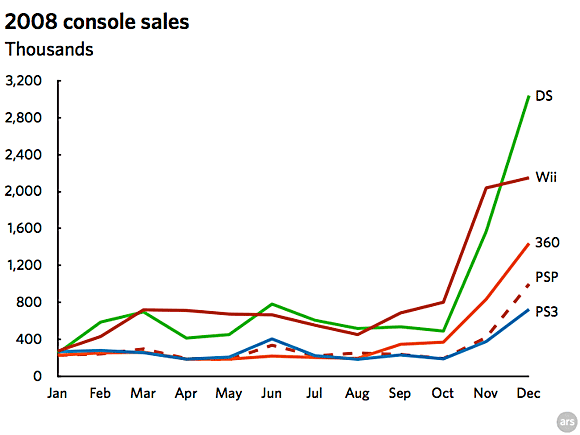 2008 console sales
Thousands
3,200
2,800
2,400
2,000
1,600
1,200
800
400
0
Jan Feb Mar Apr May Jun Jul Aug Sep Oct Nov Dec
DS
Wii
360
PSP
PS3
ars